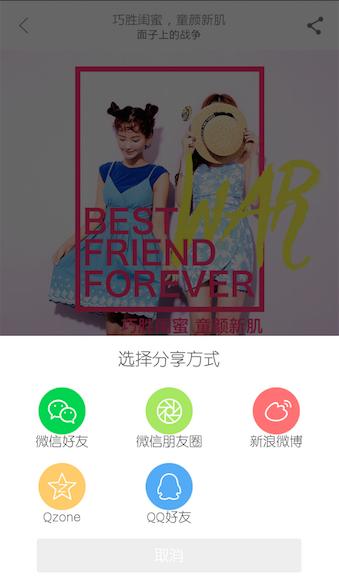 巧胜闺蜜，童颜新肌
面子上的战争
WAR
BEST
FRIEND
FOREVER
巧胜闺蜜 童颜新肌
选择分享方式
微信好友
微信朋友圈
新浪微博
Qzone
QQ好友
取消